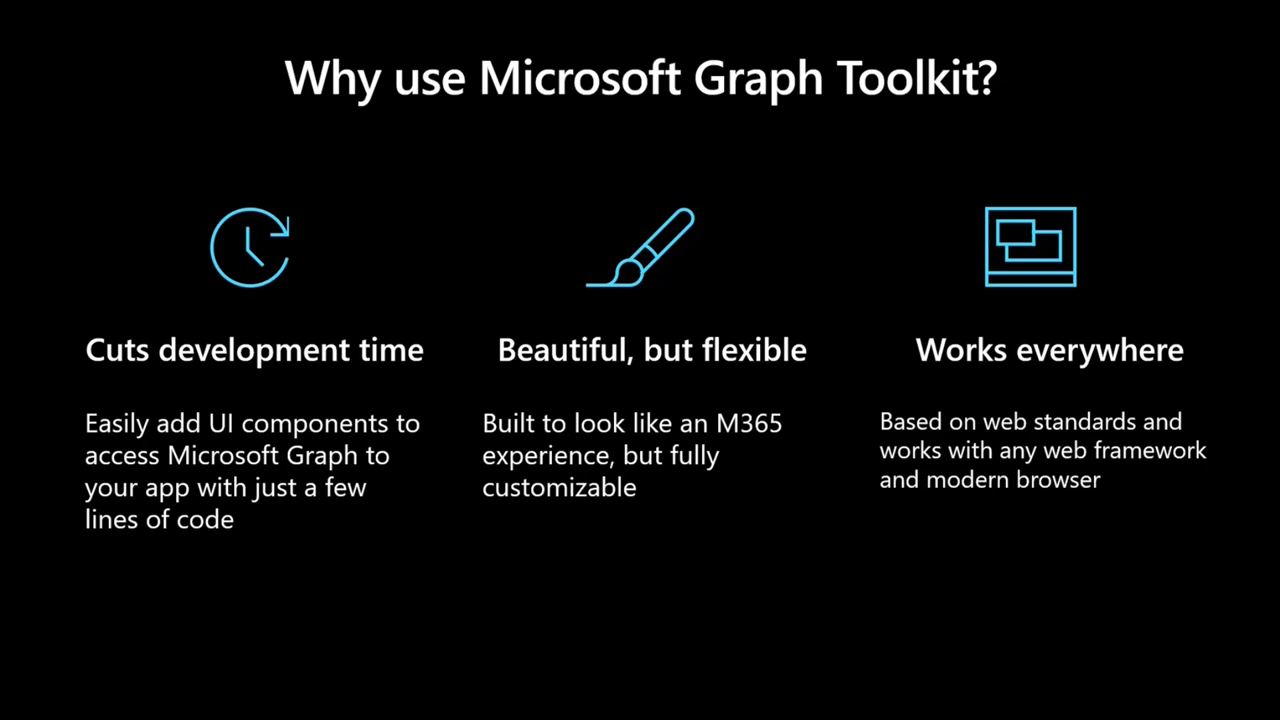 Why use Microsoft Graph Toolkit?
Cuts development time
Easily add UI components to
access Microsoft Graph to
your app with just a few
lines of code
Beautiful, but flexible
Built to look like an M365
experience, but fully
customizable
Works everywhere
Based on web standards and
works with any web framework
and modern browser